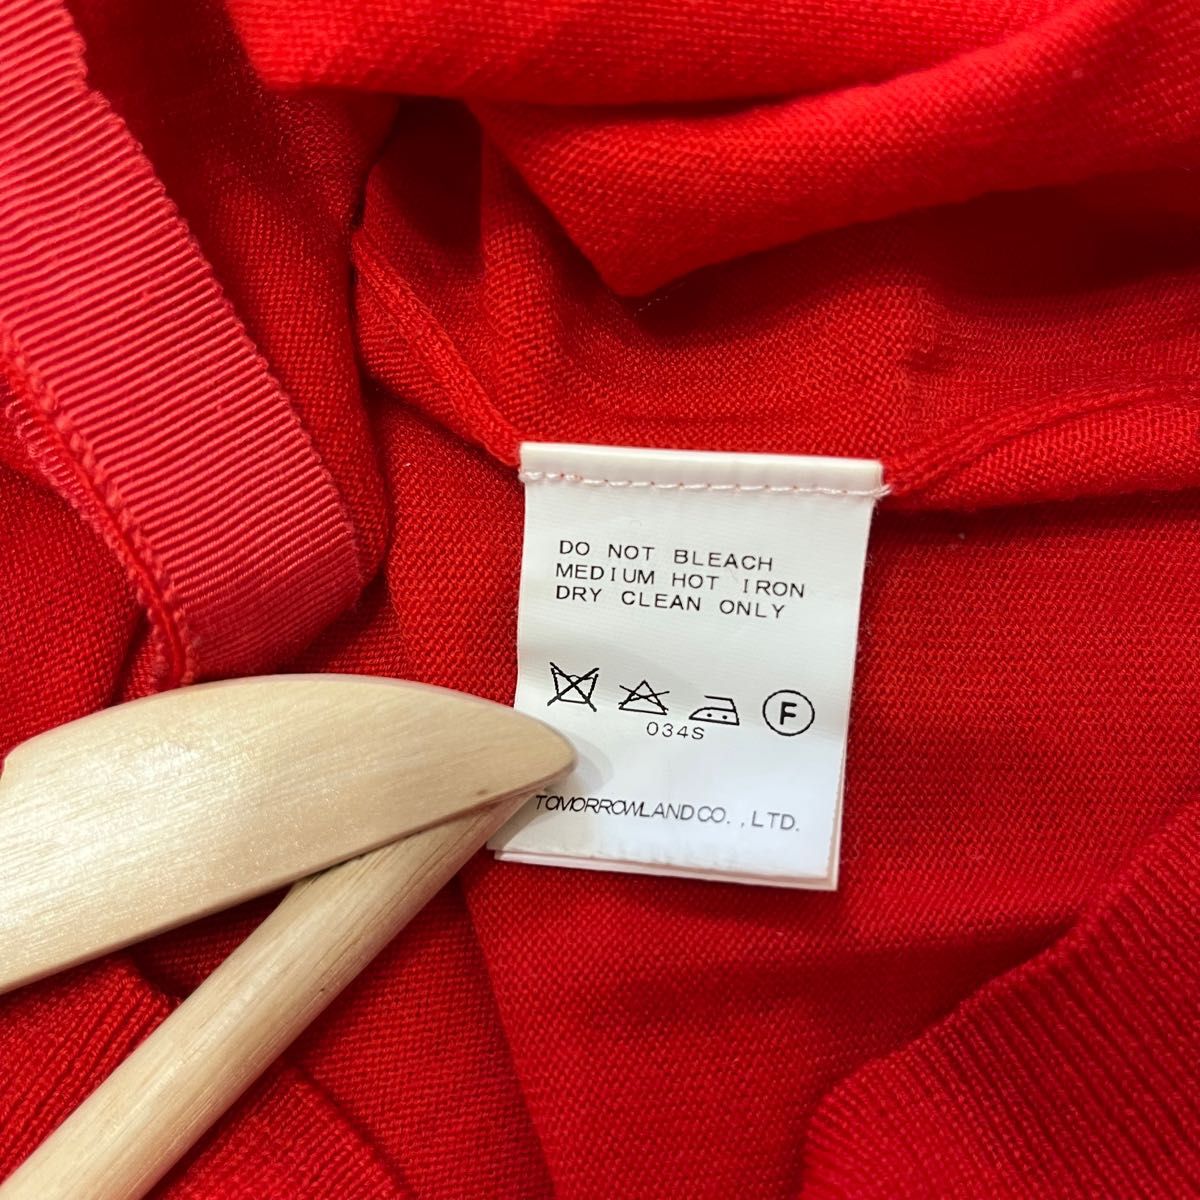 DO NOT BLEACH
MEDIUM HOT IRON
DRY CLEAN ONLY
F
034S
TOMORROWLAND CO., LTD.